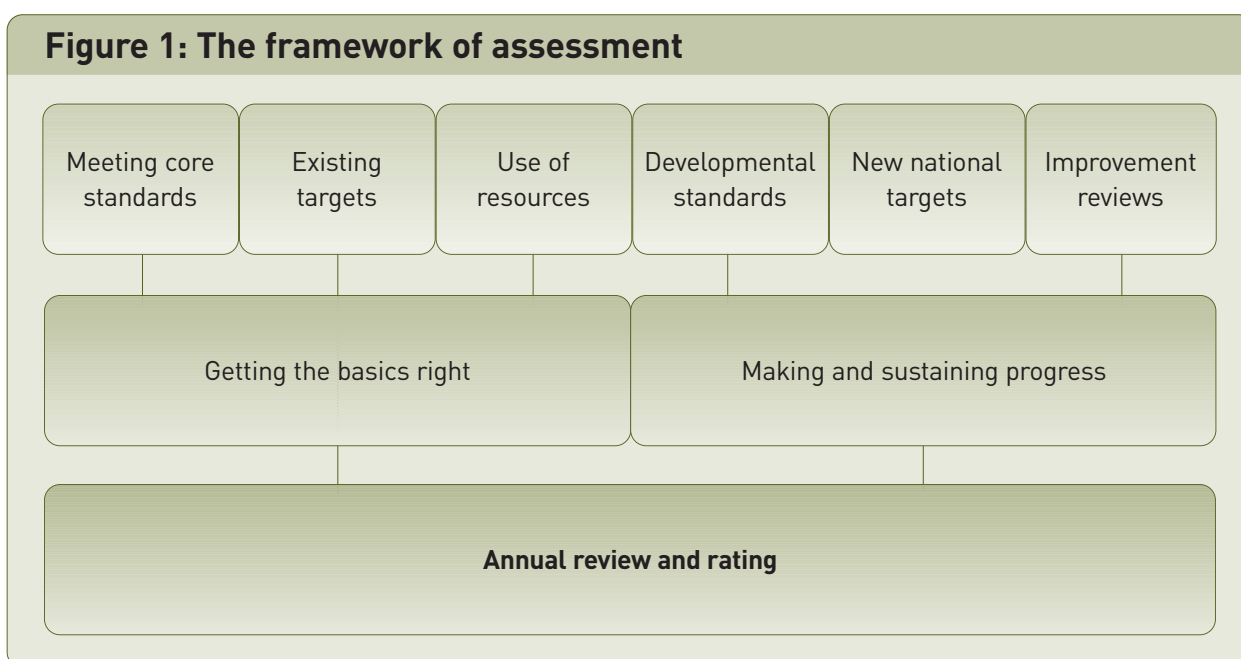 Figure 1: The framework of assessment
Meeting core
standards
Existing
targets
Use of
resources
Developmental
standards
New national
targets
Improvement
reviews
Getting the basics right
Making and sustaining progress
Annual review and rating